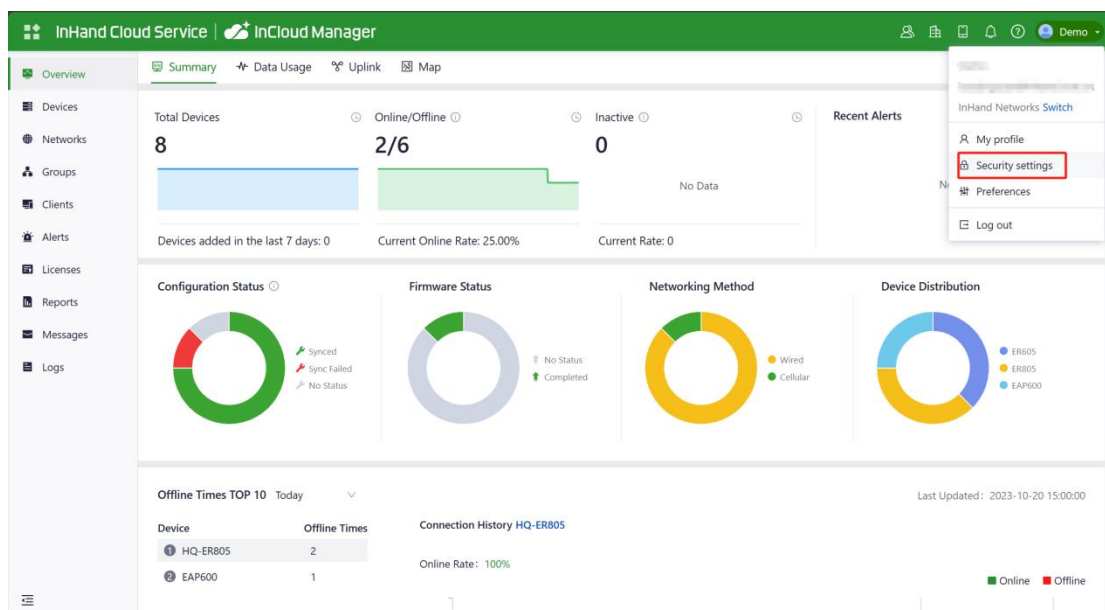 InHand Cloud Service | InCloud Manager
Demo
Overview
Devices
Networks
Groups
Clients
Alerts
Licenses
Reports
Messages
Logs
Summary
Data Usage
Uplink
Map
InHand Networks Switch
My profile
Security settings
Preferences
Log out
Total Devices
8
Devices added in the last 7 days: 0
Online/Offline
2/6
Current Online Rate: 25.00%
Inactive
0
No Data
Current Rate: 0
Recent Alerts
Configuration Status
Synced
Sync Failed
No Status
Firmware Status
No Status
Completed
Networking Method
Wired
Cellular
Device Distribution
ER605
ER805
EAP600
Offline Times TOP 10 Today
Last Updated: 2023-10-20 15:00:00
Device Offline Times
1 HQ-ER805 2
2 EAP600 1
Connection History HQ-ER805
Online Rate: 100%
Online
Offline